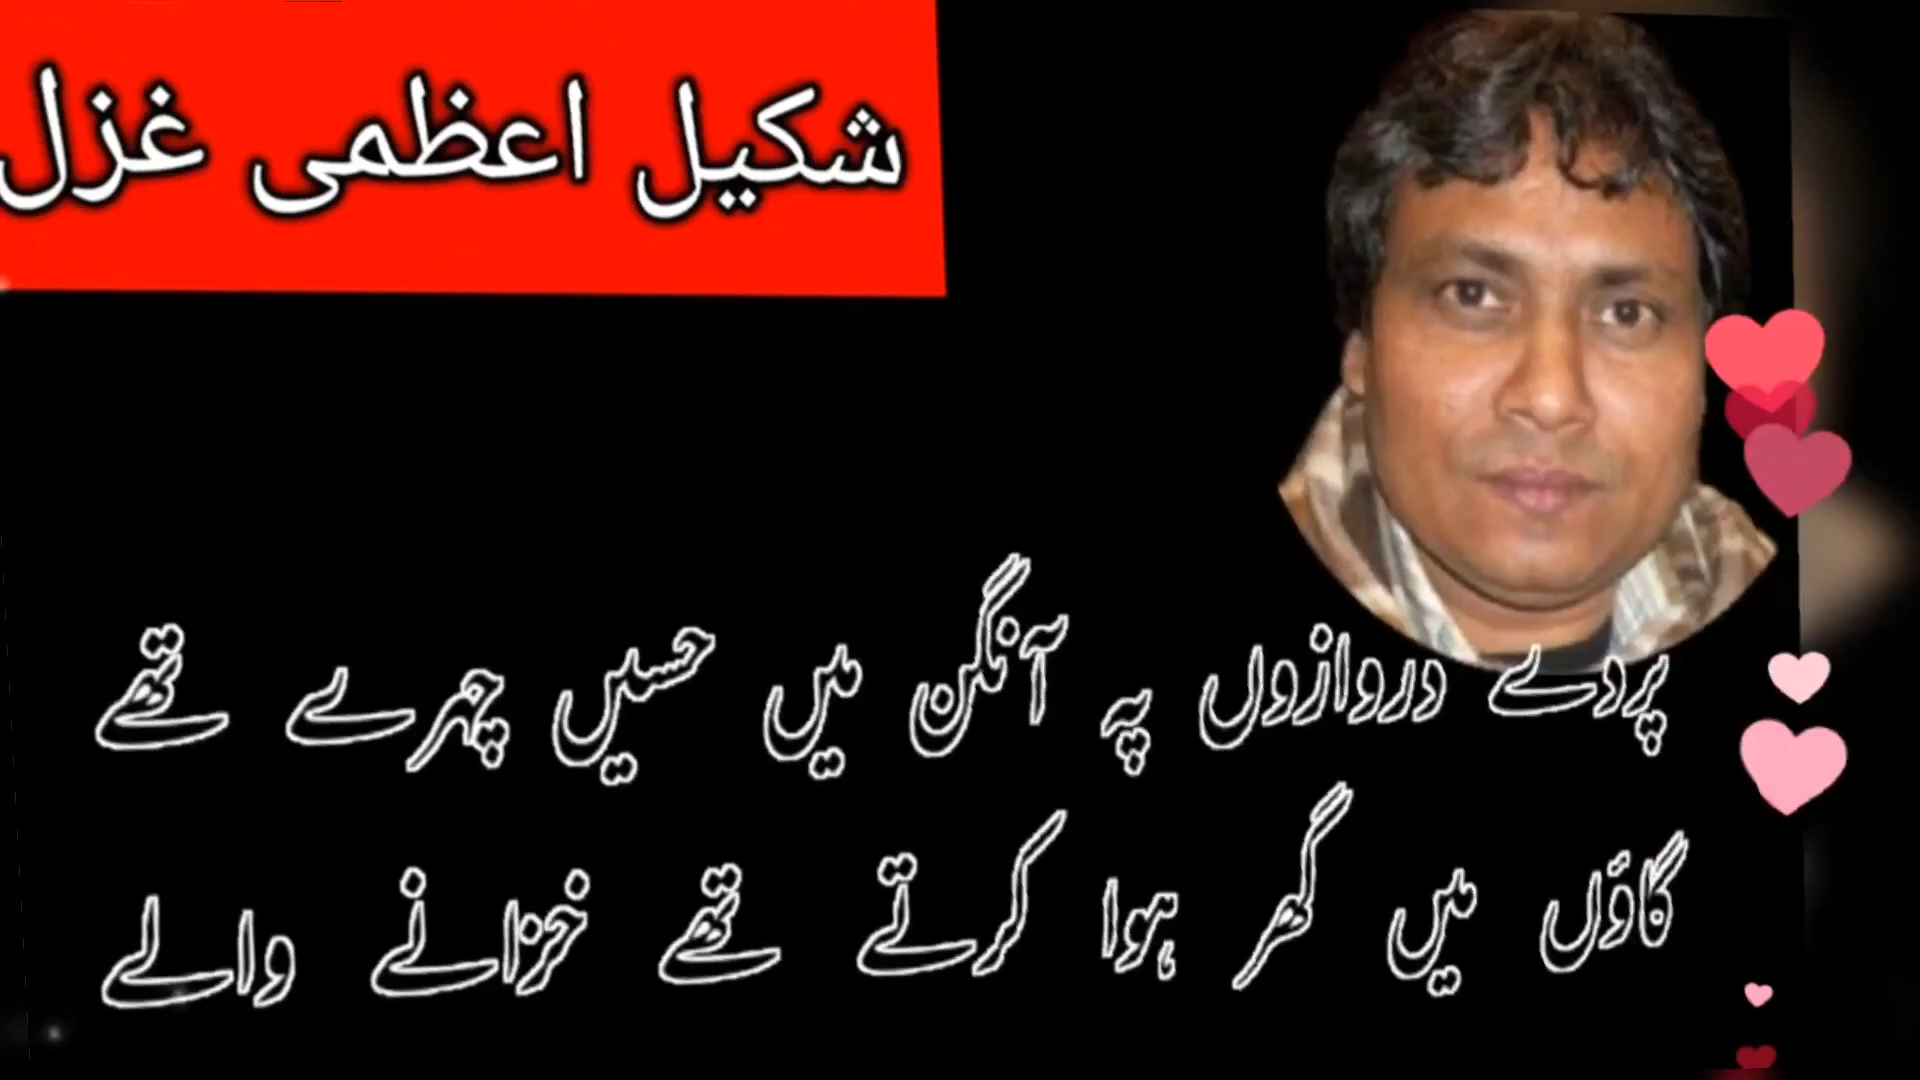 شکیل اعظمی غزل
پردے دروازوں پہ آنگن میں حسیں چہرے تھے
گاؤں میں گھر ہوا کرتے تھے خزانے والے